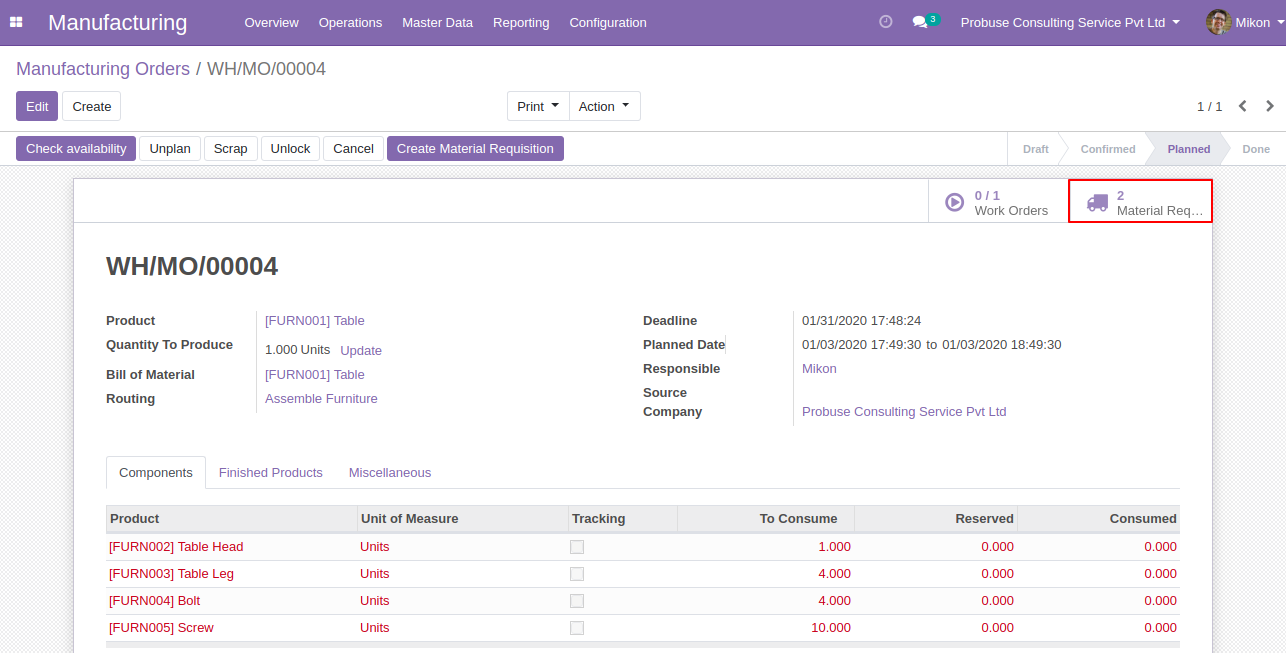 Manufacturing Overview Operations Master Data Reporting Configuration 3 Probuse Consulting Service Pvt Ltd Mikon
Manufacturing Orders / WH/MO/00004
Edit Create Print Action 1 / 1
Check availability Unplan Scrap Unlock Cancel Create Material Requisition Draft Confirmed Planned Done
0 / 1 2
Work Orders Material Req...
WH/MO/00004
Product [FURN001] Table Deadline 01/31/2020 17:48:24
Quantity To Produce 1.000 Units Update Planned Date 01/03/2020 17:49:30 to 01/03/2020 18:49:30
Bill of Material [FURN001] Table Responsible Mikon
Routing Assemble Furniture Source
Company Probuse Consulting Service Pvt Ltd
Components Finished Products Miscellaneous
Product Unit of Measure Tracking To Consume Reserved Consumed
[FURN002] Table Head Units 1.000 0.000 0.000
[FURN003] Table Leg Units 4.000 0.000 0.000
[FURN004] Bolt Units 4.000 0.000 0.000
[FURN005] Screw Units 10.000 0.000 0.000